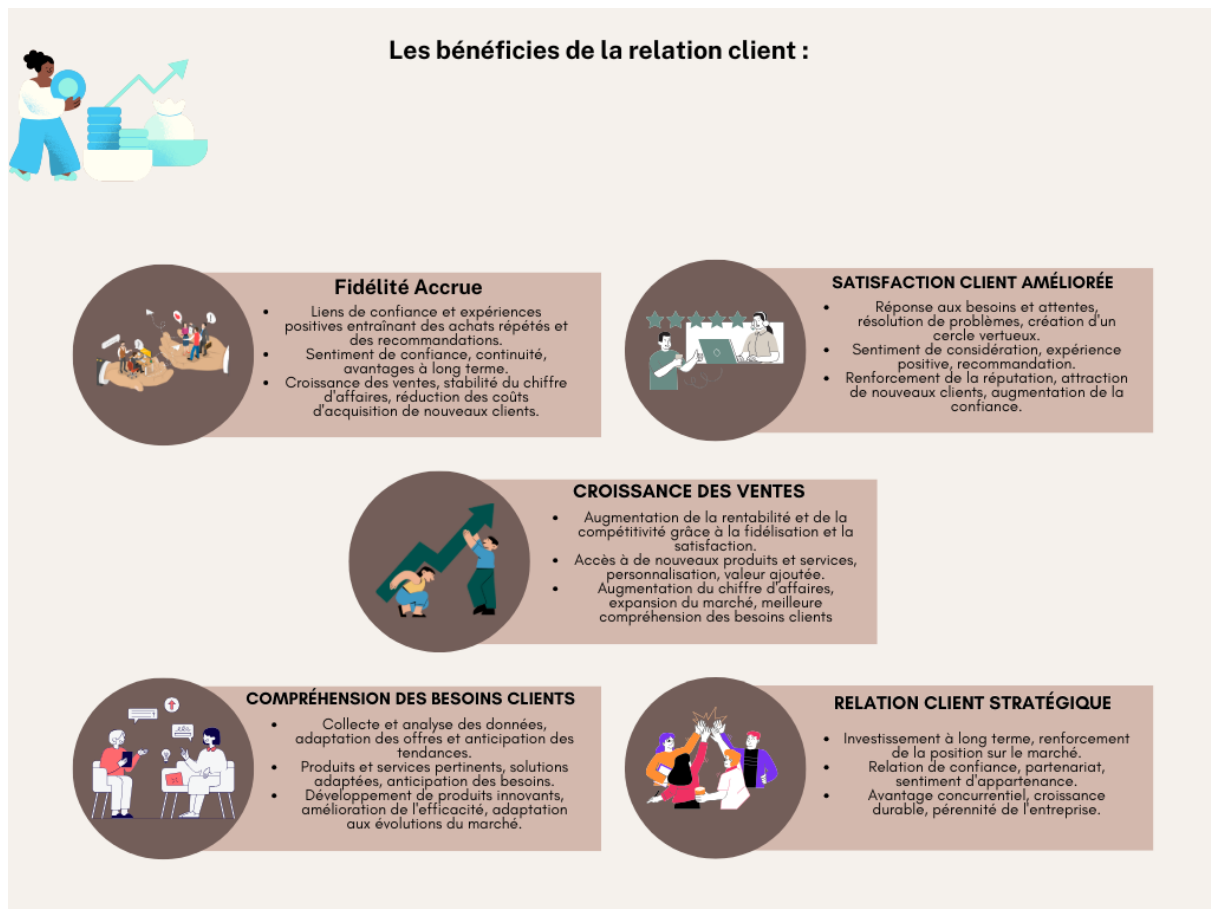 Les bénéficies de la relation client :
Fidélité Accrue
• Liens de confiance et expériences
positives entraînant des achats répétés et
des recommandations.
• Sentiment de confiance, continuité,
avantages à long terme.
• Croissance des ventes, stabilité du chiffre
d'affaires, réduction des coûts
d'acquisition de nouveaux clients.
SATISFACTION CLIENT AMÉLIORÉE
• Réponse aux besoins et attentes,
résolution de problèmes, création d'un
cercle vertueux.
• Sentiment de considération, expérience
positive, recommandation.
• Renforcement de la réputation, attraction
de nouveaux clients, augmentation de la
confiance.
CROISSANCE DES VENTES
• Augmentation de la rentabilité et de la
compétitivité grâce à la fidélisation et la
satisfaction.
• Accès à de nouveaux produits et services,
personnalisation, valeur ajoutée.
• Augmentation du chiffre d'affaires,
expansion du marché, meilleure
compréhension des besoins clients
COMPRÉHENSION DES BESOINS CLIENTS
• Collecte et analyse des données,
adaptation des offres et anticipation des
tendances.
• Produits et services pertinents, solutions
adaptées, anticipation des besoins.
• Développement de produits innovants,
amélioration de l'efficacité, adaptation
aux évolutions du marché.
RELATION CLIENT STRATÉGIQUE
• Investissement à long terme, renforcement
de la position sur le marché.
• Relation de confiance, partenariat,
sentiment d'appartenance.
• Avantage concurrentiel, croissance
durable, pérennité de l'entreprise.